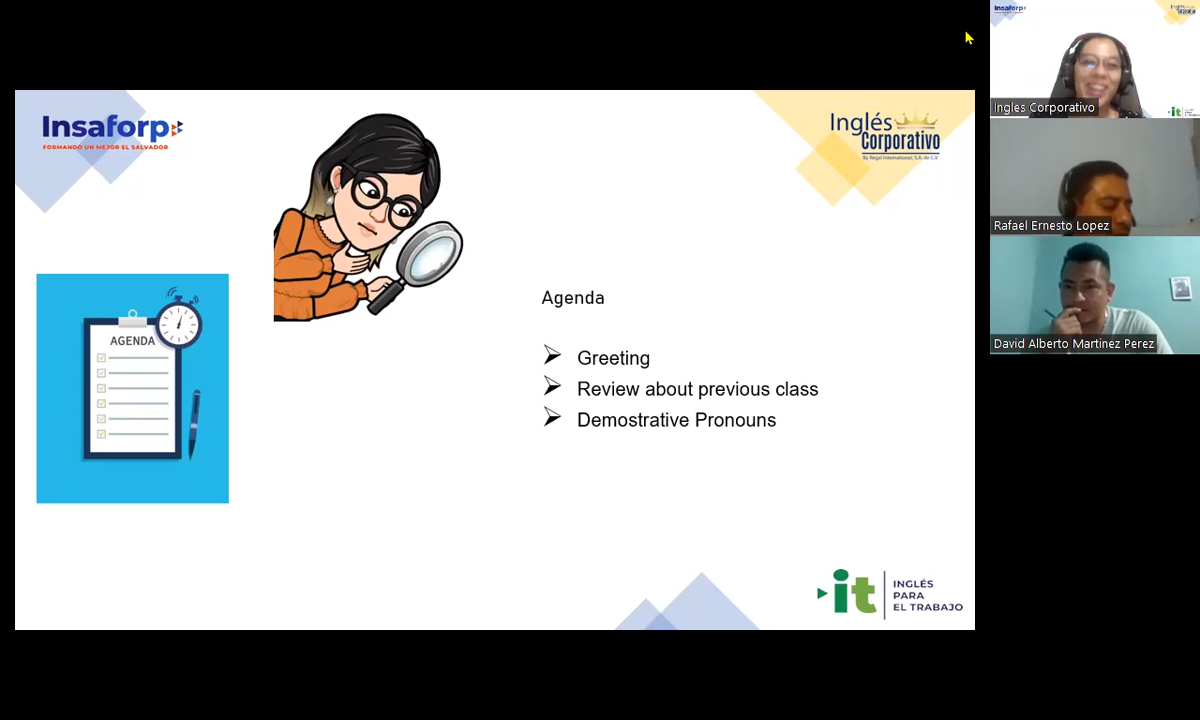 Insaforp
FORMANDO UN MEJOR EL SALVADOR
Inglés
Corporativo
By Regal International, S.A. de C.V.
AGENDA
Agenda
Greeting
Review about previous class
Demostrative Pronouns
it
INGLÉS
PARA
EL TRABAJO
Insaforp
Ingles Corporativo
Rafael Ernesto Lopez
David Alberto Martinez Perez